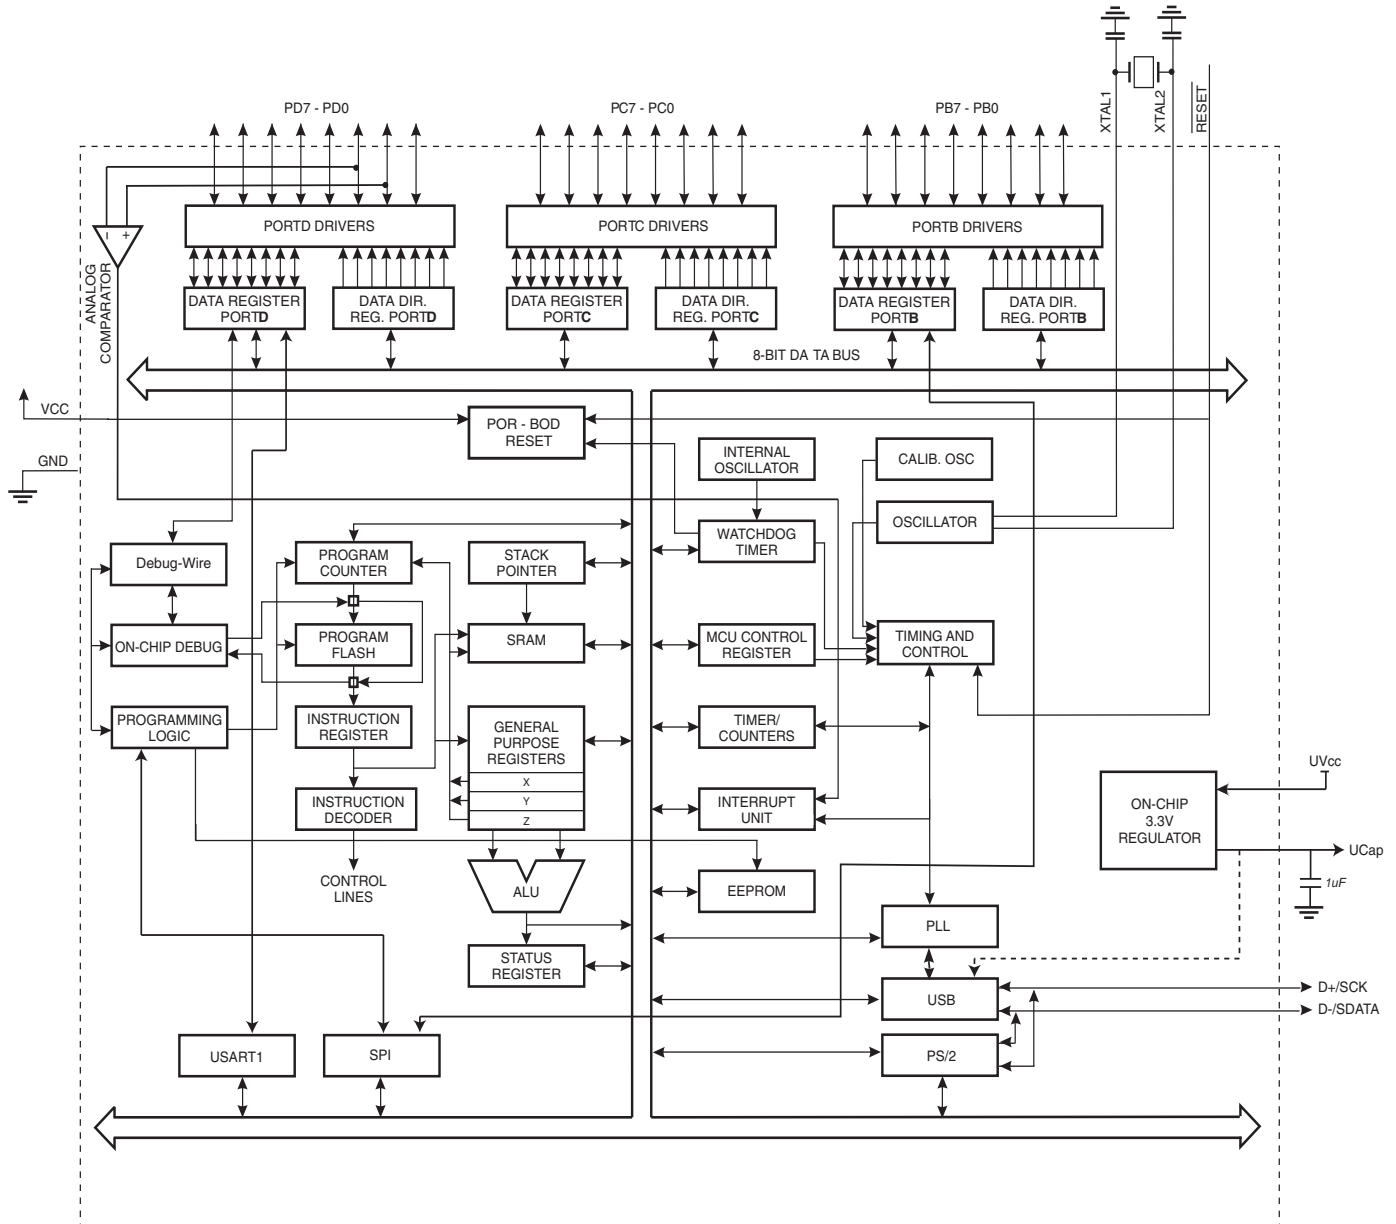 XTAL1
XTAL2
RESET
PD7 - PD0
PC7 - PC0
PB7 - PB0
PORTD DRIVERS
PORTC DRIVERS
PORTB DRIVERS
- +
ANALOG
COMPARATOR
DATA REGISTER
PORTD
DATA DIR.
REG. PORTD
DATA REGISTER
PORTC
DATA DIR.
REG. PORTC
DATA REGISTER
PORTB
DATA DIR.
REG. PORTB
8-BIT DA TA BUS
VCC
GND
POR - BOD
RESET
INTERNAL
OSCILLATOR
CALIB. OSC
WATCHDOG
TIMER
OSCILLATOR
Debug-Wire
PROGRAM
COUNTER
STACK
POINTER
ON-CHIP DEBUG
PROGRAM
FLASH
SRAM
MCU CONTROL
REGISTER
TIMING AND
CONTROL
PROGRAMMING
LOGIC
INSTRUCTION
REGISTER
GENERAL
PURPOSE
REGISTERS
X
Y
Z
TIMER/
COUNTERS
INSTRUCTION
DECODER
INTERRUPT
UNIT
UVcc
ON-CHIP
3.3V
REGULATOR
UCap
1uF
CONTROL
LINES
ALU
EEPROM
PLL
STATUS
REGISTER
USB
D+/SCK
D-/SDATA
USART1
SPI
PS/2